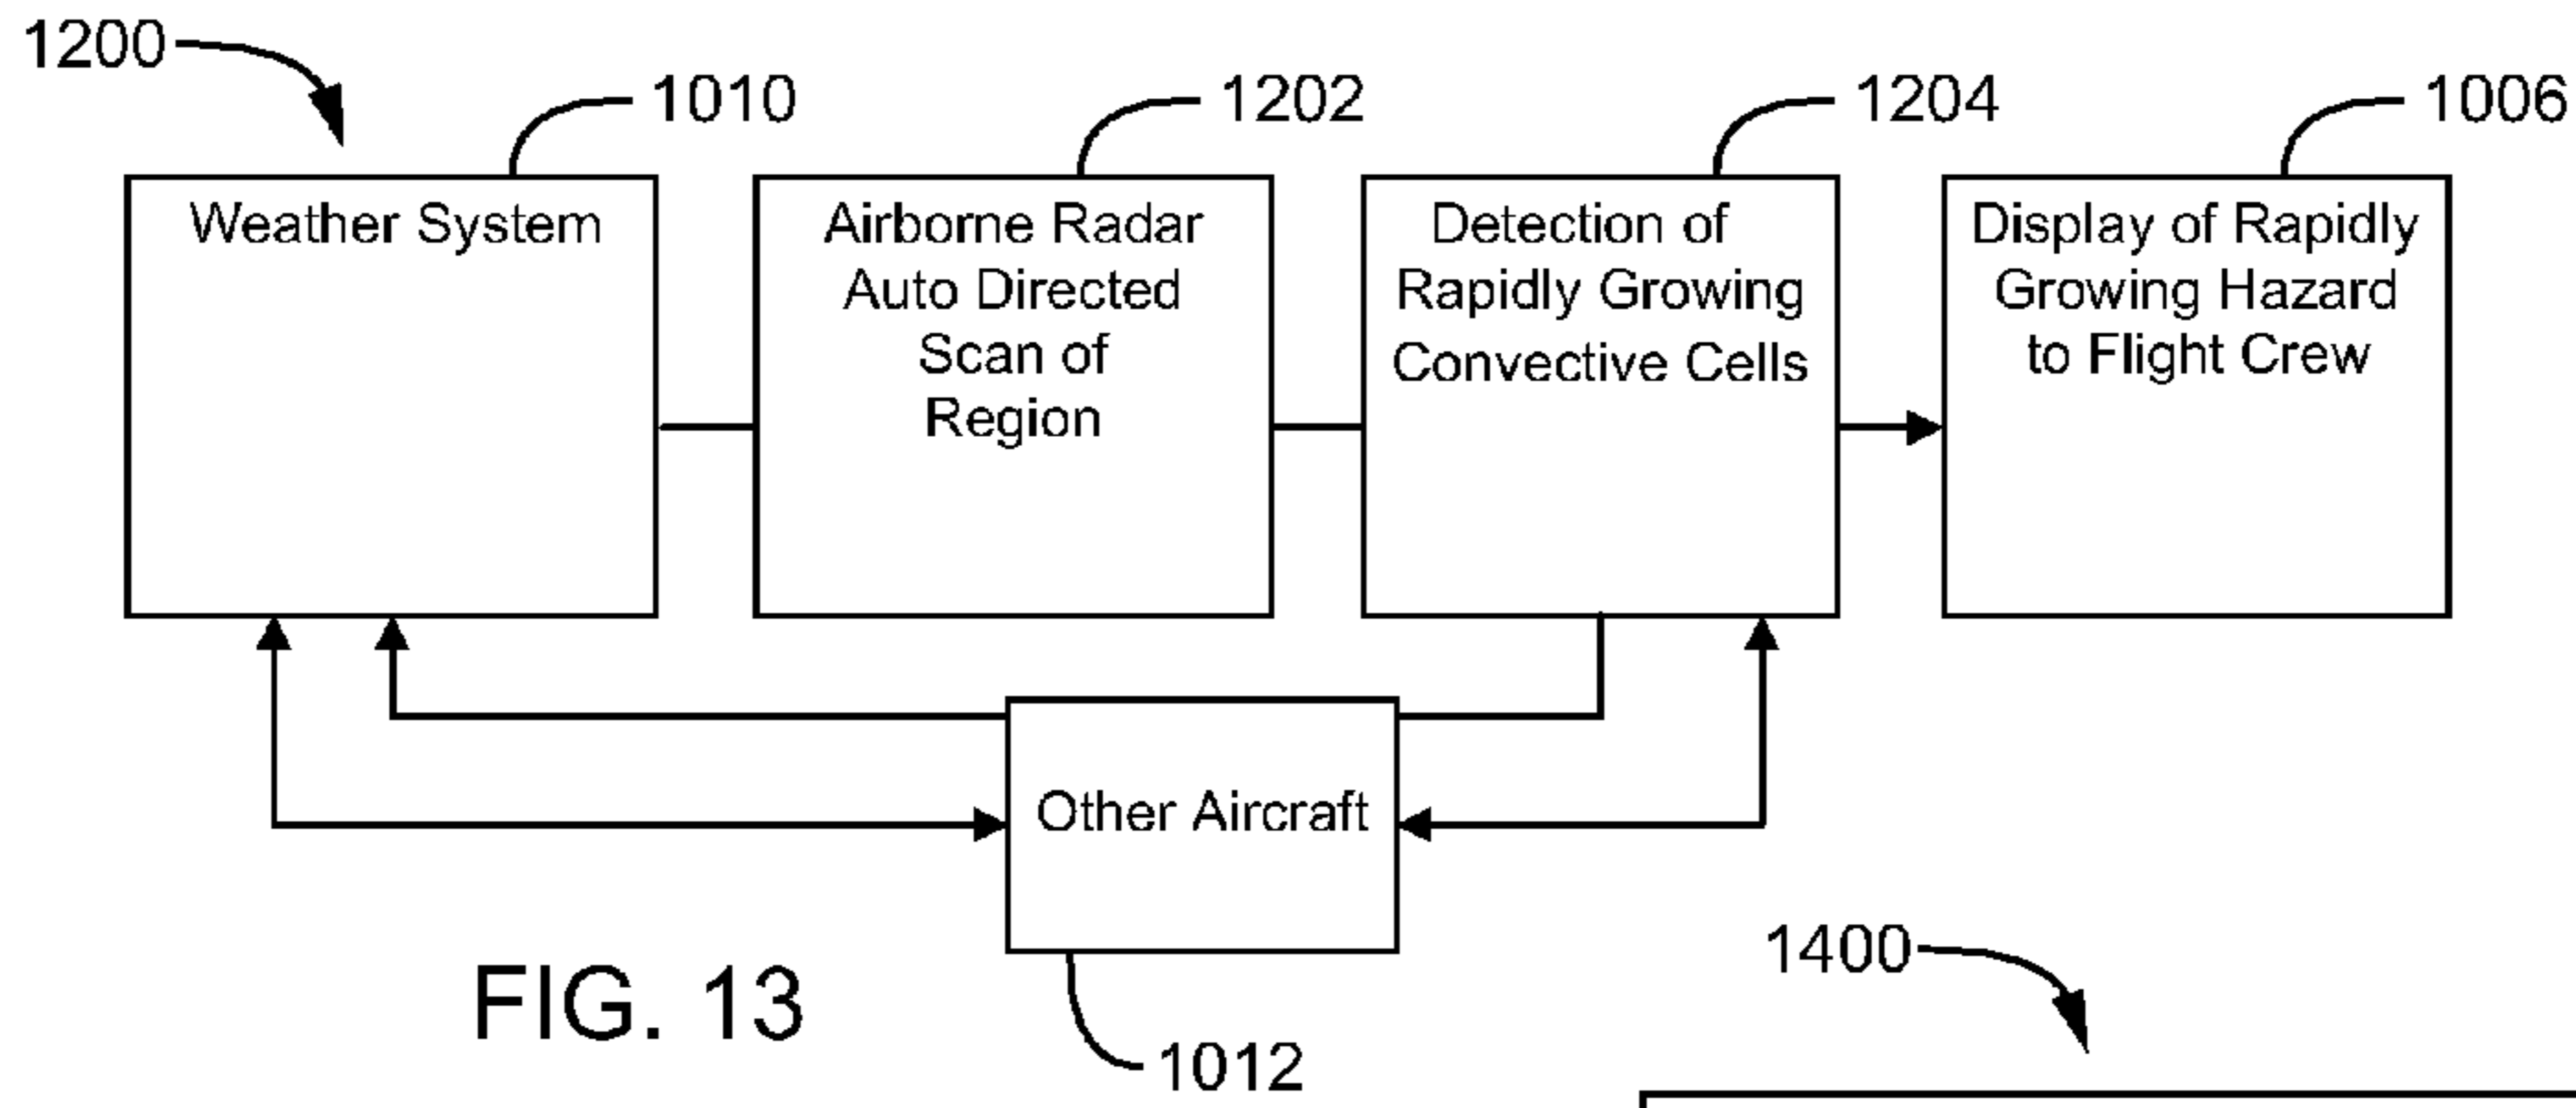 1200
1010
1202
1204
1006
Weather System
Airborne Radar
Auto Directed
Scan of
Region
Detection of
Rapidly Growing
Convective Cells
Display of Rapidly
Growing Hazard
to Flight Crew
Other Aircraft
FIG. 13
1012
1400